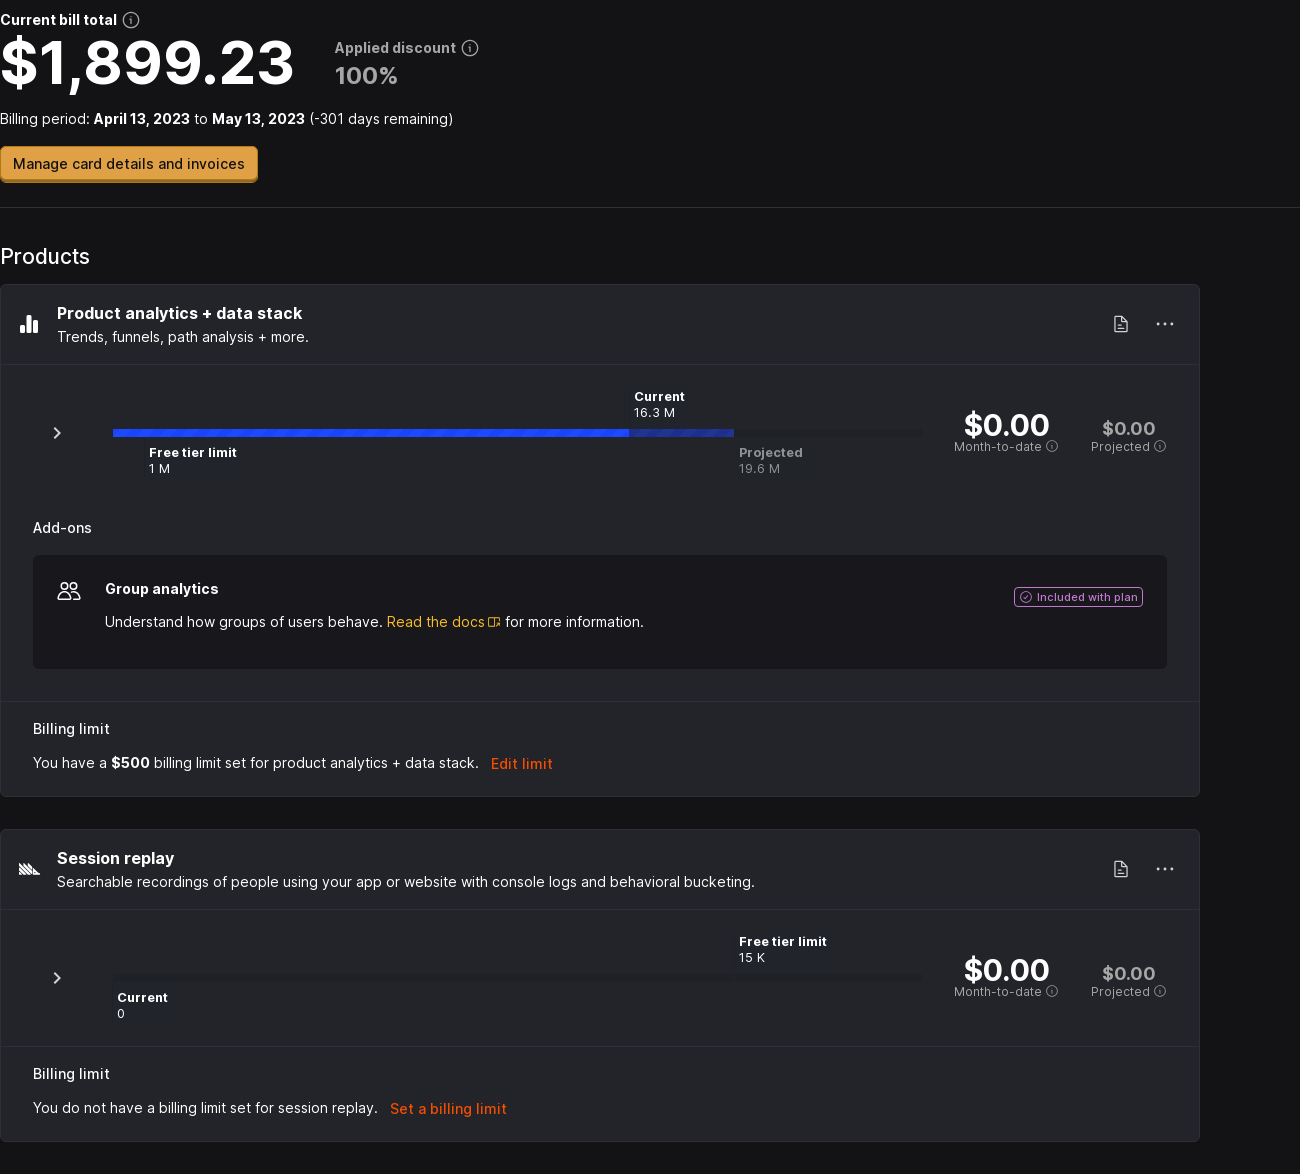 Current bill total
$1,899.23
Applied discount
100%
Billing period: April 13, 2023 to May 13, 2023 (-301 days remaining)
Manage card details and invoices
Products
Product analytics + data stack
Trends, funnels, path analysis + more.
Current
16.3 M
Free tier limit
1 M
Projected
19.6 M
$0.00
Month-to-date
$0.00
Projected
Add-ons
Group analytics
Understand how groups of users behave. Read the docs for more information.
Included with plan
Billing limit
You have a $500 billing limit set for product analytics + data stack. Edit limit
Session replay
Searchable recordings of people using your app or website with console logs and behavioral bucketing.
Free tier limit
15 K
Current
0
$0.00
Month-to-date
$0.00
Projected
Billing limit
You do not have a billing limit set for session replay. Set a billing limit